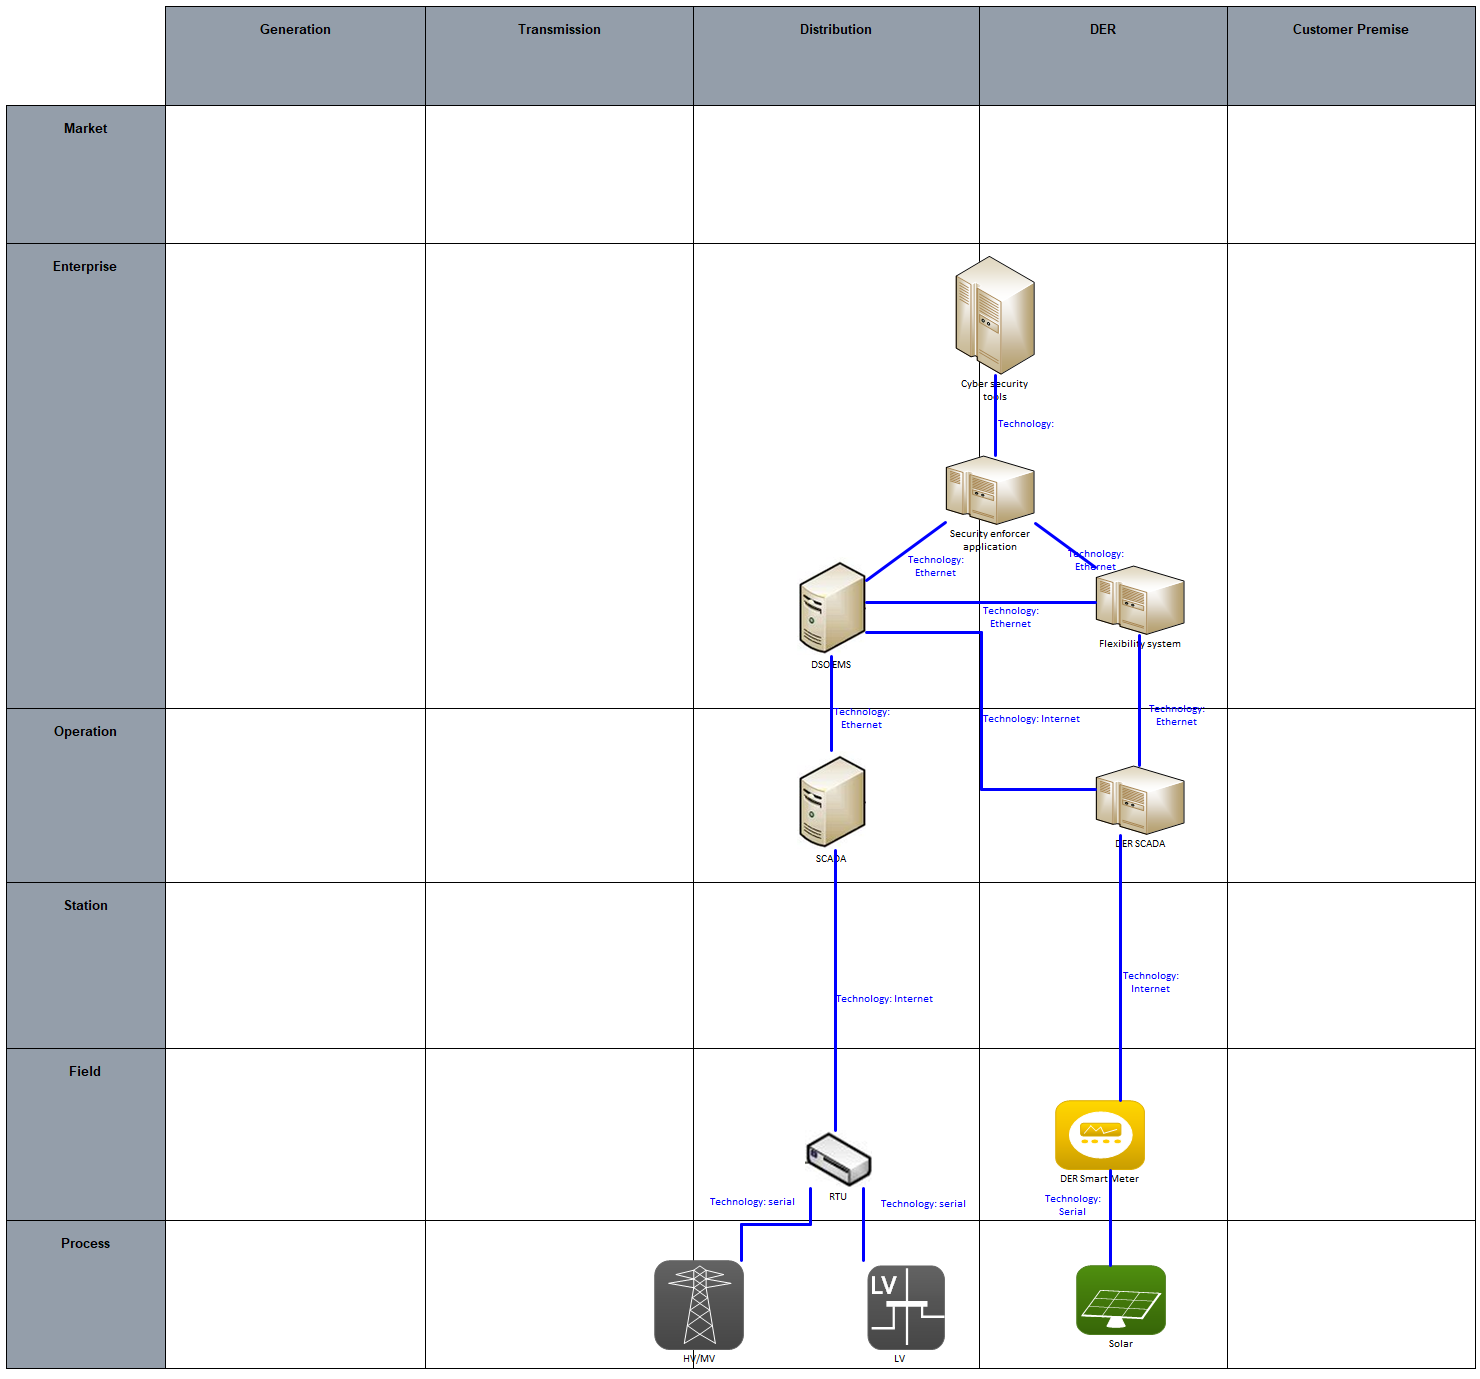 Generation
Transmission
Distribution
DER
Customer Premise
Market
Enterprise
Cyber security
tools
Technology:
Security enforcer
application
Technology:
Ethernet
Technology:
Ethernet
Technology:
Ethernet
Flexibility system
DSO EMS
Operation
Technology:
Ethernet
Technology: Internet
Technology:
Ethernet
SCADA
DER SCADA
Station
Technology: Internet
Technology:
Internet
Field
RTU
DER Smart Meter
Technology: serial
Technology: serial
Technology:
Serial
Process
LV
HV/MV
LV
Solar